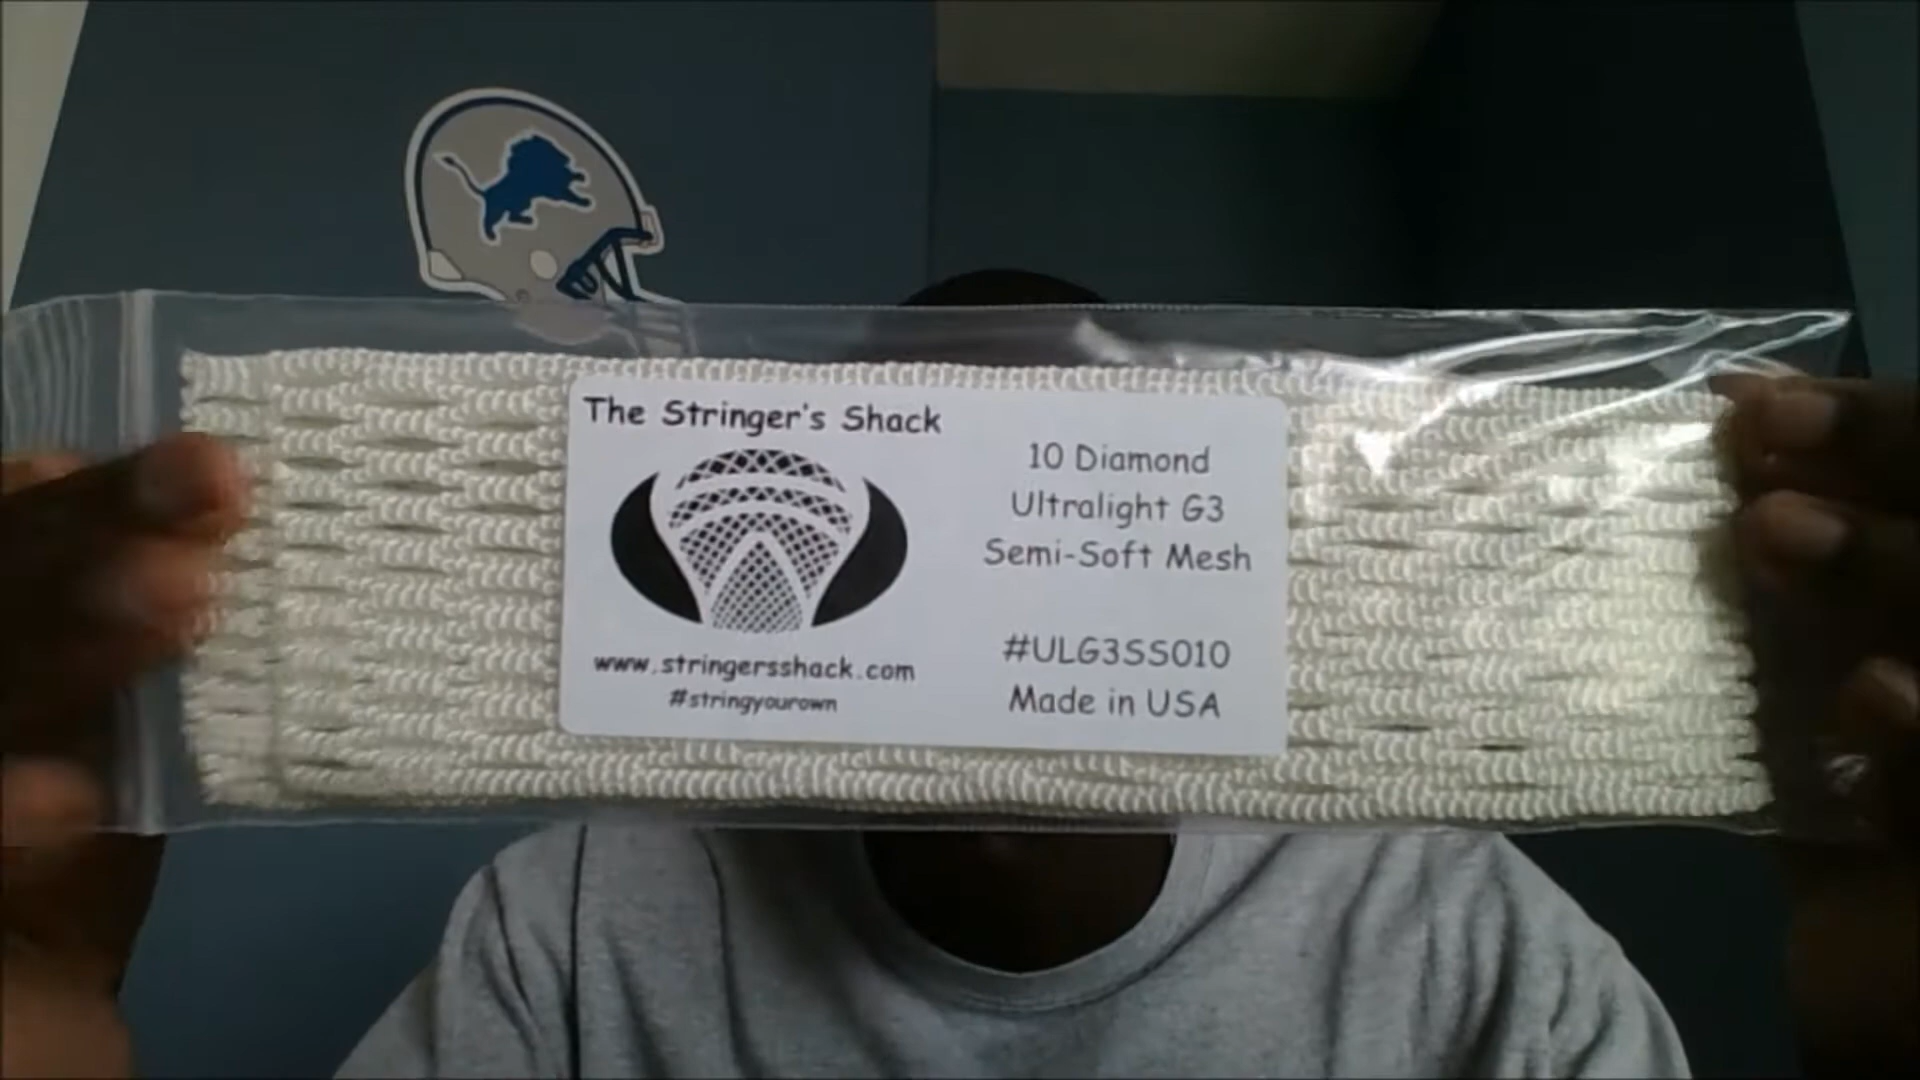 The Stringer's Shack
www.stringersshack.com
#stringyourown
10 Diamond
Ultralight G3
Semi-Soft Mesh
#ULG3SS010
Made in USA